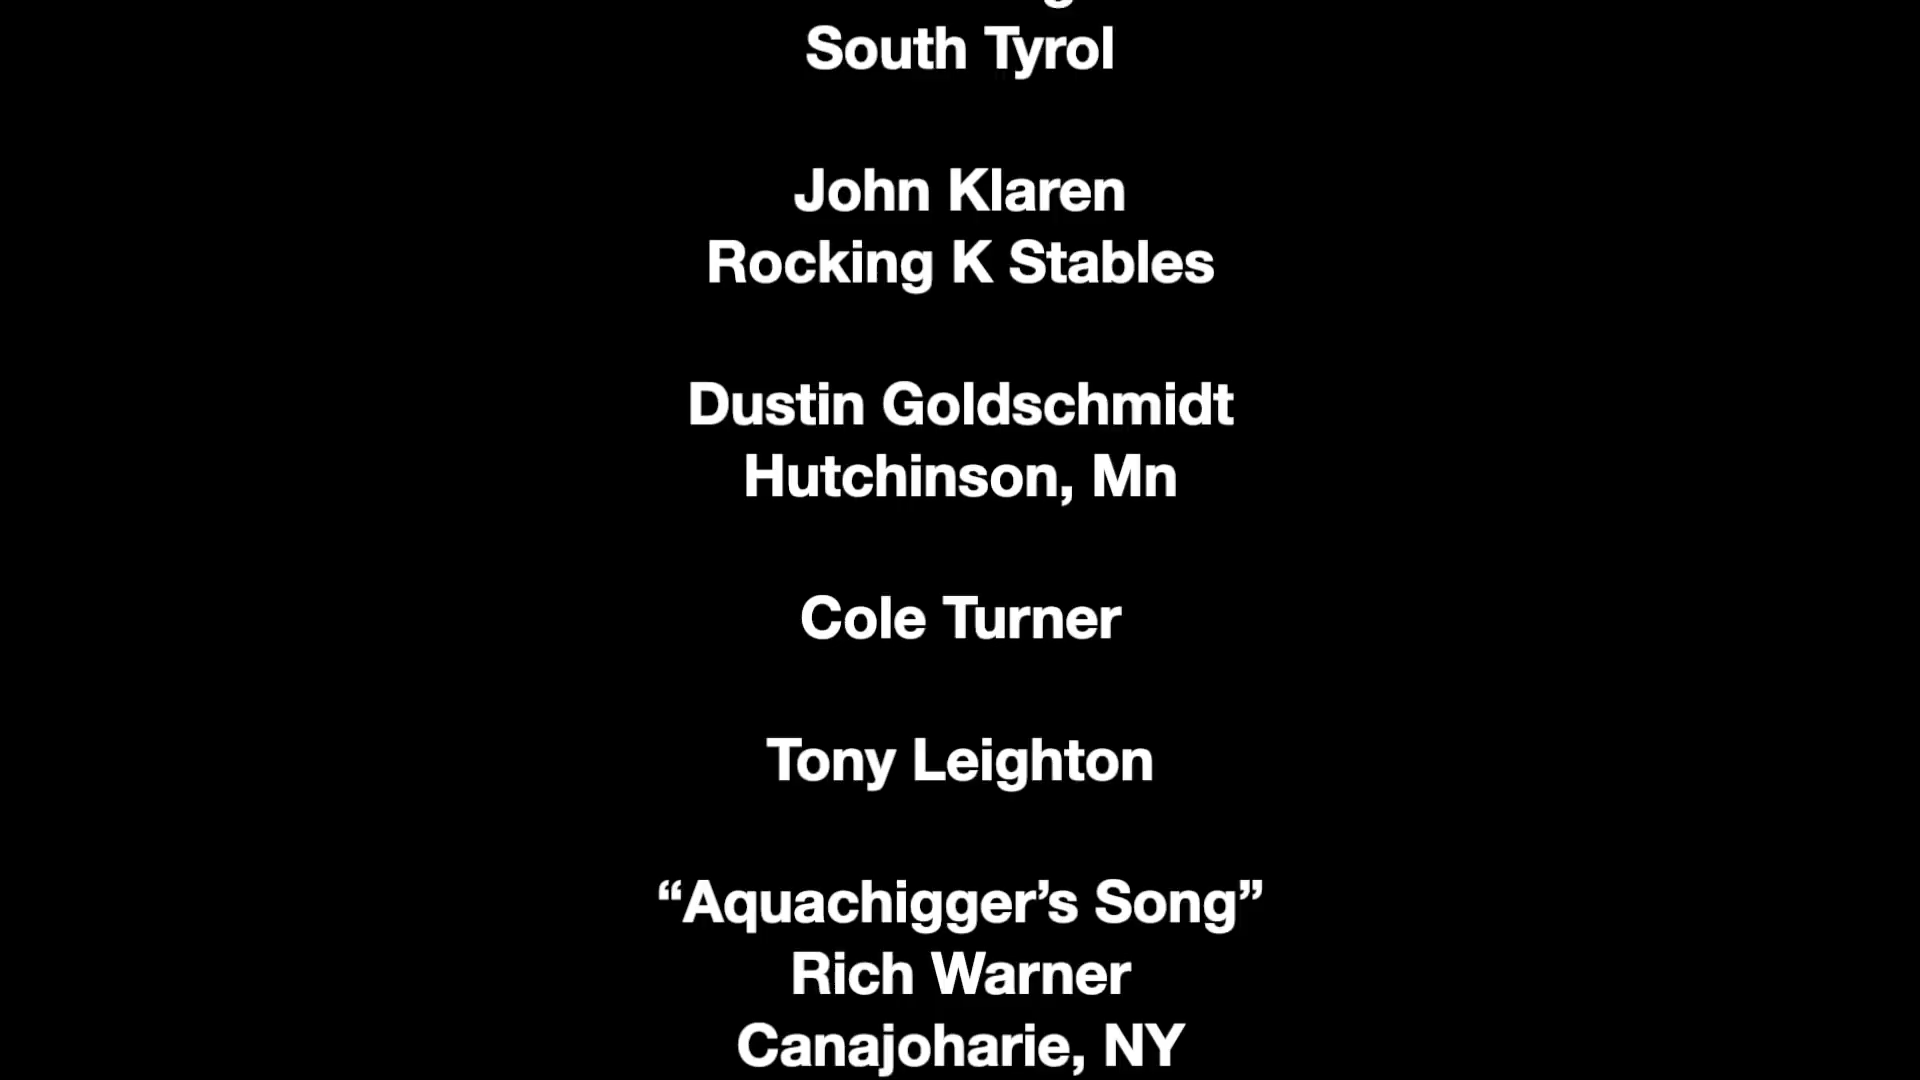 South Tyrol
John Klaren
Rocking K Stables
Dustin Goldschmidt
Hutchinson, Mn
Cole Turner
Tony Leighton
“Aquachigger’s Song”
Rich Warner
Canajoharie, NY